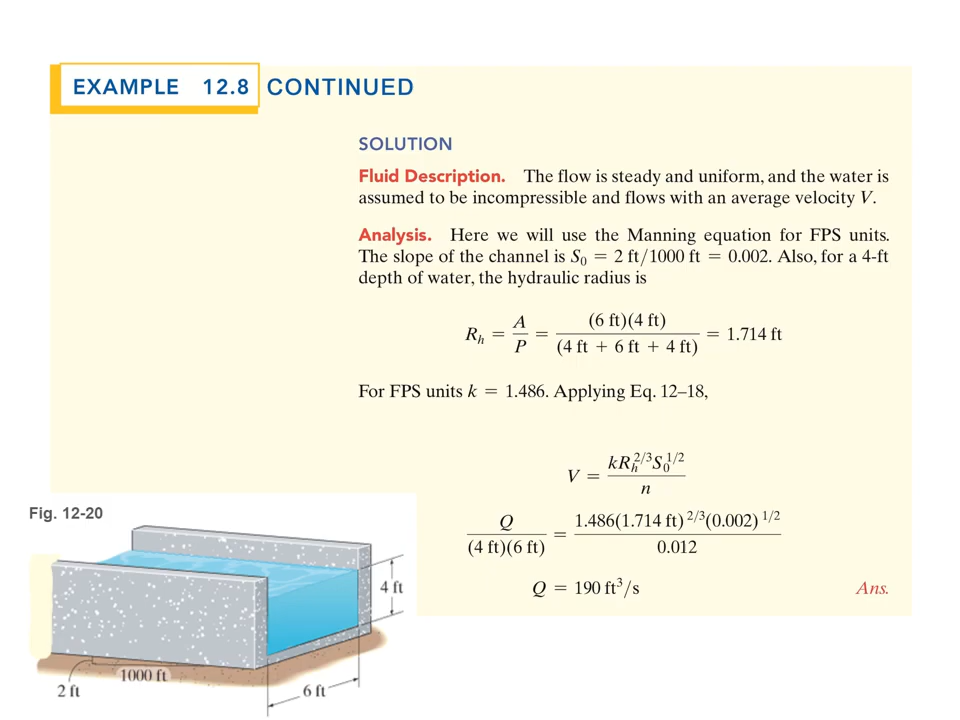 EXAMPLE 12.8 CONTINUED
SOLUTION
Fluid Description. The flow is steady and uniform, and the water is
assumed to be incompressible and flows with an average velocity V.
Analysis. Here we will use the Manning equation for FPS units.
The slope of the channel is S₀ = 2 ft/1000 ft = 0.002. Also, for a 4-ft
depth of water, the hydraulic radius is
Rₕ = A/P = (6 ft)(4 ft)/(4 ft + 6 ft + 4 ft) = 1.714 ft
For FPS units k = 1.486. Applying Eq. 12–18,
V = kRₕ^2/3 S₀^1/2 / n
Q/(4 ft)(6 ft) = 1.486(1.714 ft)^2/3(0.002)^1/2 / 0.012
Q = 190 ft³/s Ans.
Fig. 12-20
4 ft
1000 ft
2 ft
6 ft